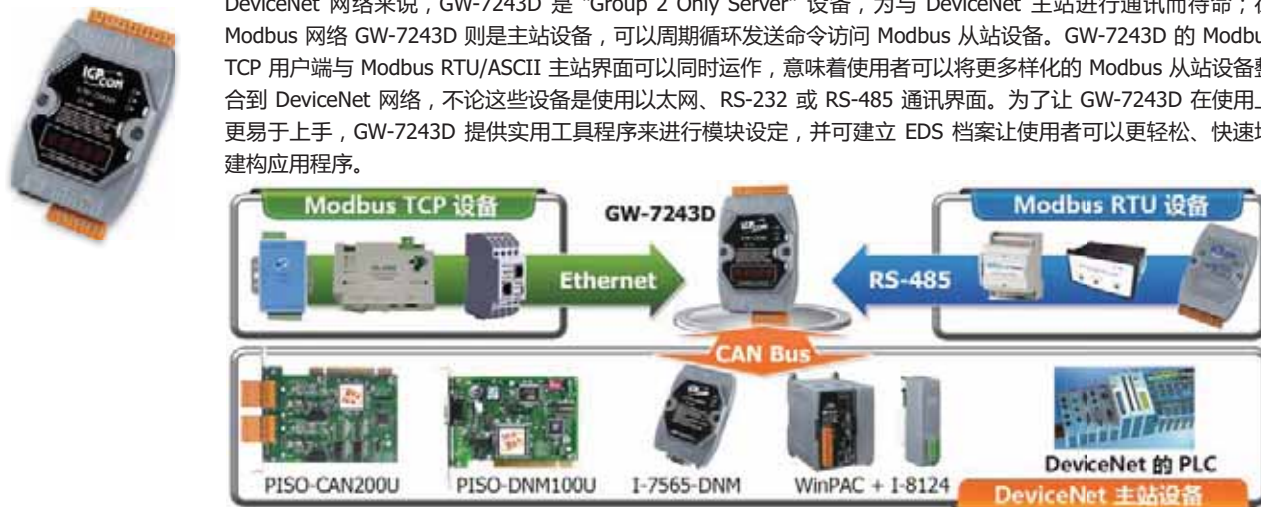 DeviceNet 网络来说，GW-7243D 是 "Group 2 Only Server" 设备，为与 DeviceNet 主站进行通讯而待命；在
Modbus 网络 GW-7243D 则是主站设备，可以周期循环发送命令访问 Modbus 从站设备。GW-7243D 的 Modbu
TCP 用户端与 Modbus RTU/ASCII 主站界面可以同时运作，意味着使用者可以将更多样化的 Modbus 从站设备整
合到 DeviceNet 网络，不论这些设备是使用以太网、RS-232 或 RS-485 通讯界面。为了让 GW-7243D 在使用上
更易于上手，GW-7243D 提供实用工具程序来进行模块设定，并可建立 EDS 档案让使用者可以更轻松、快速地
建构应用程序。
ICP COM
Modbus TCP 设备
GW-7243D
Modbus RTU 设备
Ethernet
RS-485
CAN Bus
PISO-CAN200U
PISO-DNM100U
I-7565-DNM
WinPAC + I-8124
DeviceNet 的 PLC
DeviceNet 主站设备